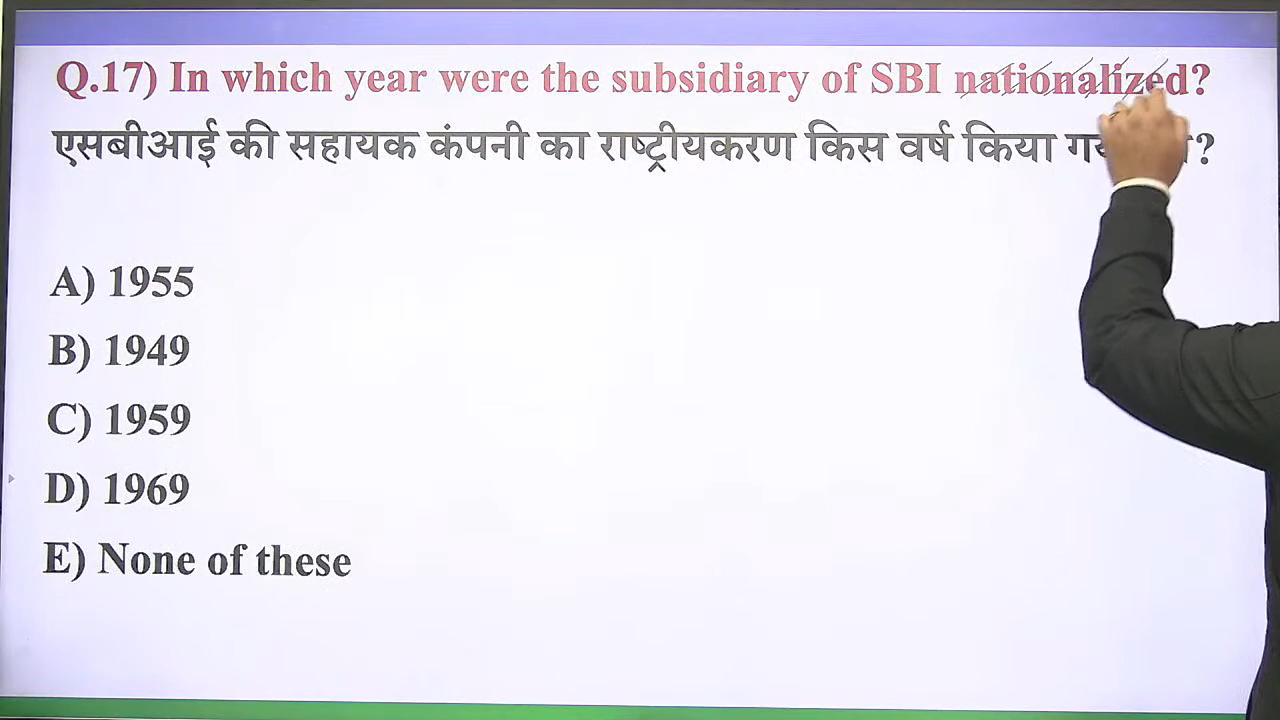 Q.17) In which year were the subsidiary of SBI nationalized?
एसबीआई की सहायक कंपनी का राष्ट्रीयकरण किस वर्ष किया ?
A) 1955
B) 1949
C) 1959
D) 1969
E) None of these